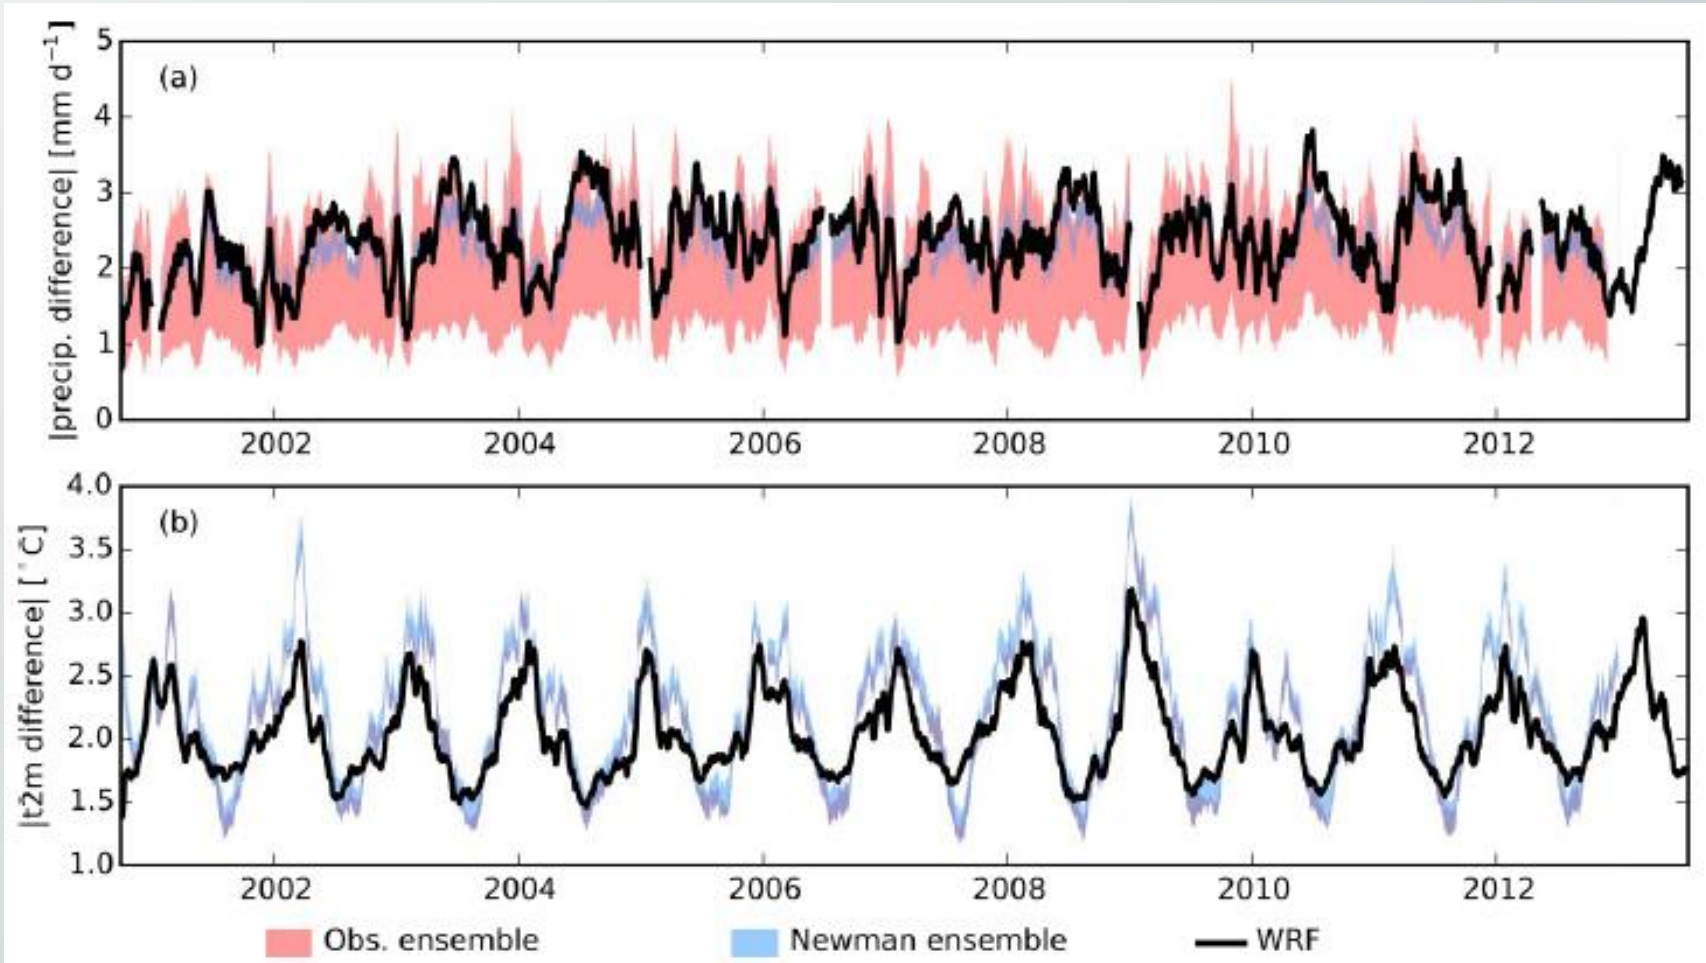 |precip. difference| [mm d⁻¹]
5
(a)
4
3
2
1
0
2002 2004 2006 2008 2010 2012
|t2m difference| [˚C]
4.0
(b)
3.5
3.0
2.5
2.0
1.5
1.0
2002 2004 2006 2008 2010 2012
Obs. ensemble Newman ensemble WRF